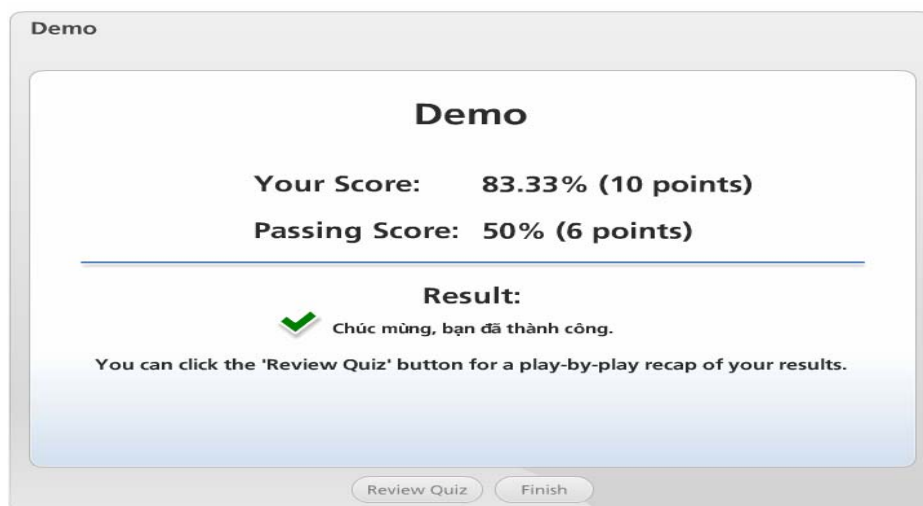 Demo
Demo
Your Score: 83.33% (10 points)
Passing Score: 50% (6 points)
Result:
Chúc mừng, bạn đã thành công.
You can click the 'Review Quiz' button for a play-by-play recap of your results.
Review Quiz Finish